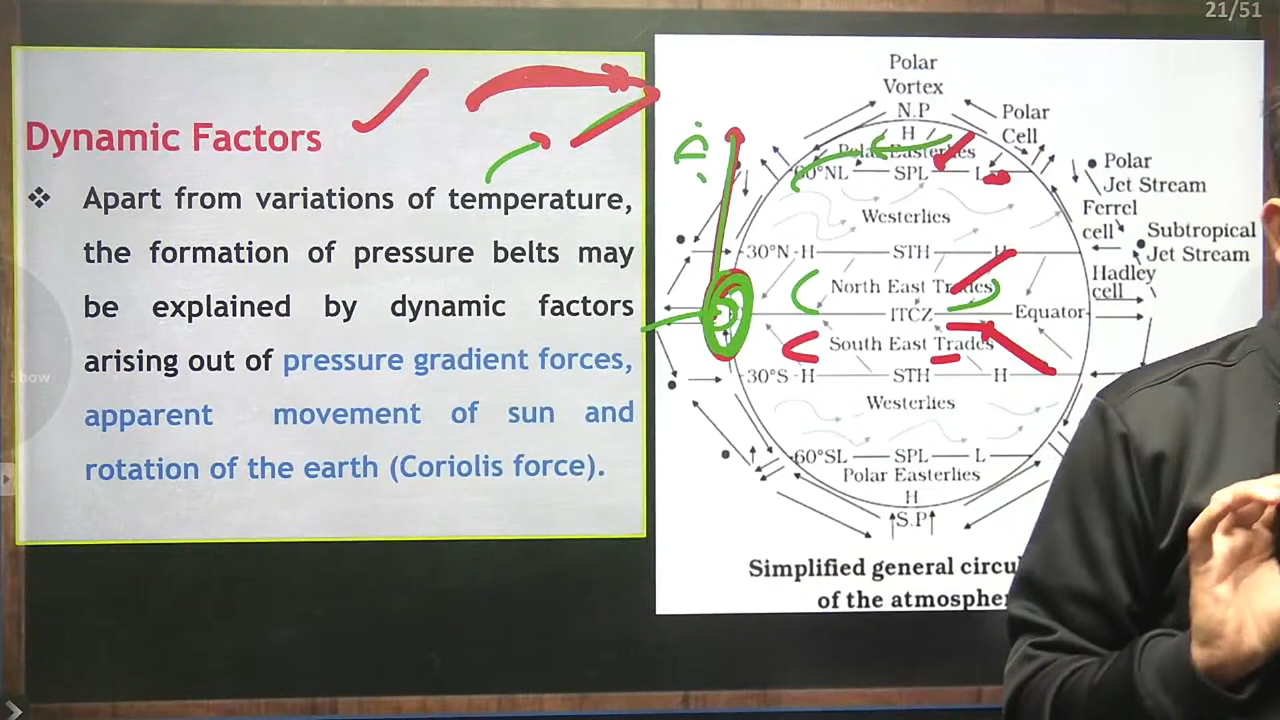 21/51
Dynamic Factors
❖ Apart from variations of temperature,
the formation of pressure belts may
be explained by dynamic factors
arising out of pressure gradient forces,
apparent movement of sun and
rotation of the earth (Coriolis force).
Show
Polar
Vortex
N.P
H
Polar
Cell
Polar Easterlies
SPL
Polar
Jet Stream
Westerlies
Ferrel
cell
Subtropical
Jet Stream
30°N H STH H
Hadley
cell
North East Trades
ITCZ Equator
South East Trades
30°S H STH H
Westerlies
60°SL SPL L
Polar Easterlies
H
S.P
Simplified general
of the